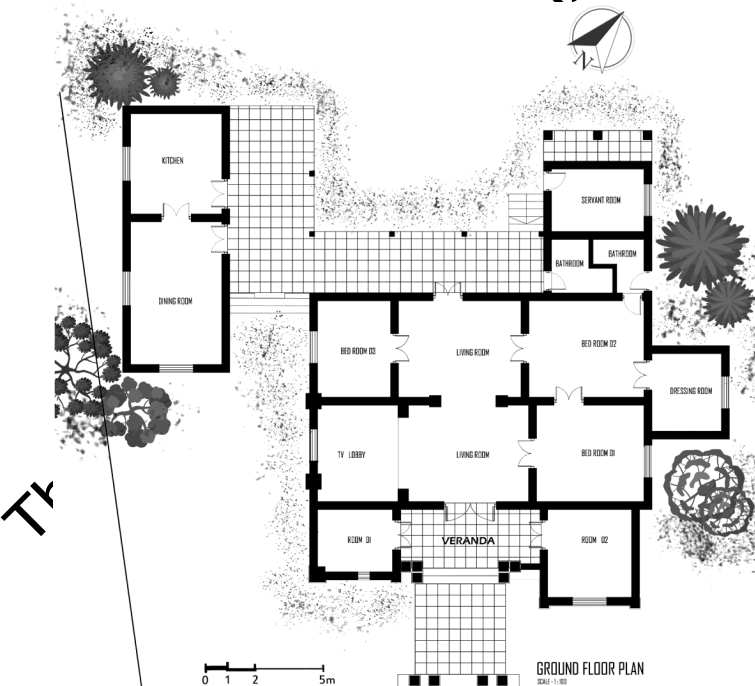 N
KITCHEN
SERVANT ROOM
BATHROOM
BATHROOM
DINING ROOM
BED ROOM 03
LIVING ROOM
BED ROOM 02
DRESSING ROOM
TV LOBBY
LIVING ROOM
BED ROOM 01
Th
ROOM 01
VERANDA
ROOM 02
0 1 2 5m
GROUND FLOOR PLAN
SCALE - 1 : 100